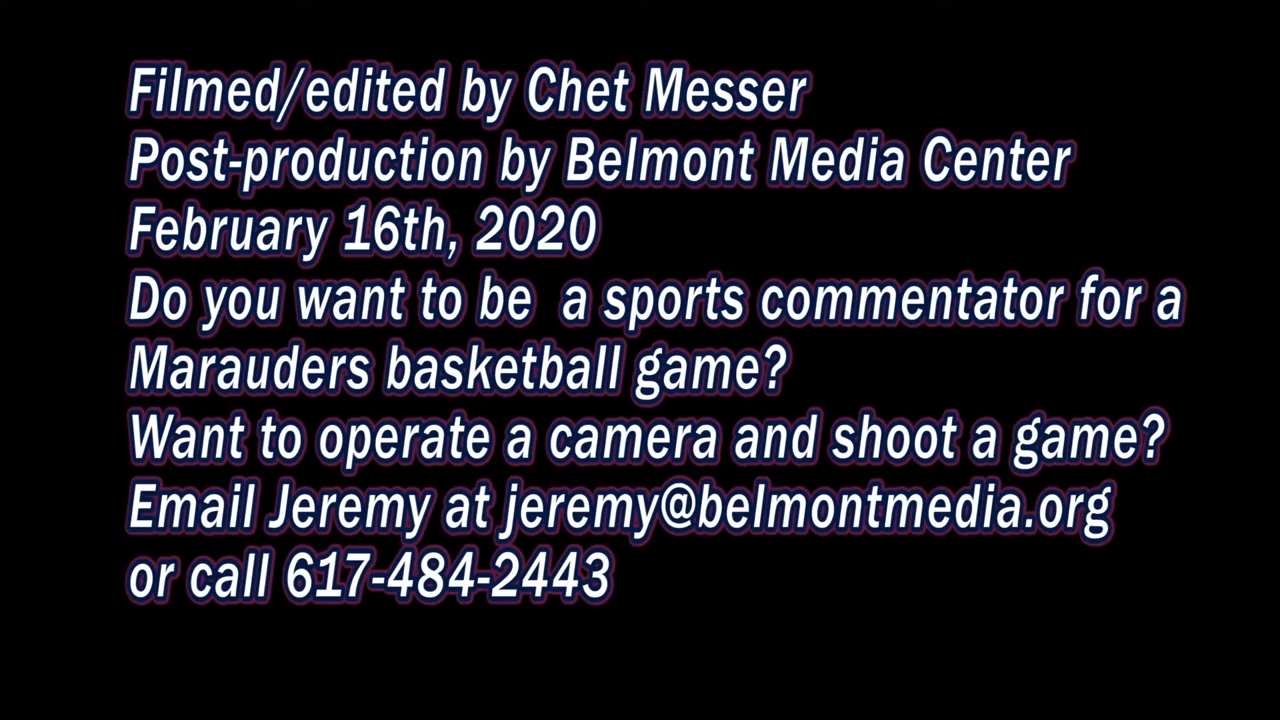 Filmed/edited by Chet Messer
Post-production by Belmont Media Center
February 16th, 2020
Do you want to be  a sports commentator for a
Marauders basketball game?
Want to operate a camera and shoot a game?
Email Jeremy at jeremy@belmontmedia.org
or call 617-484-2443